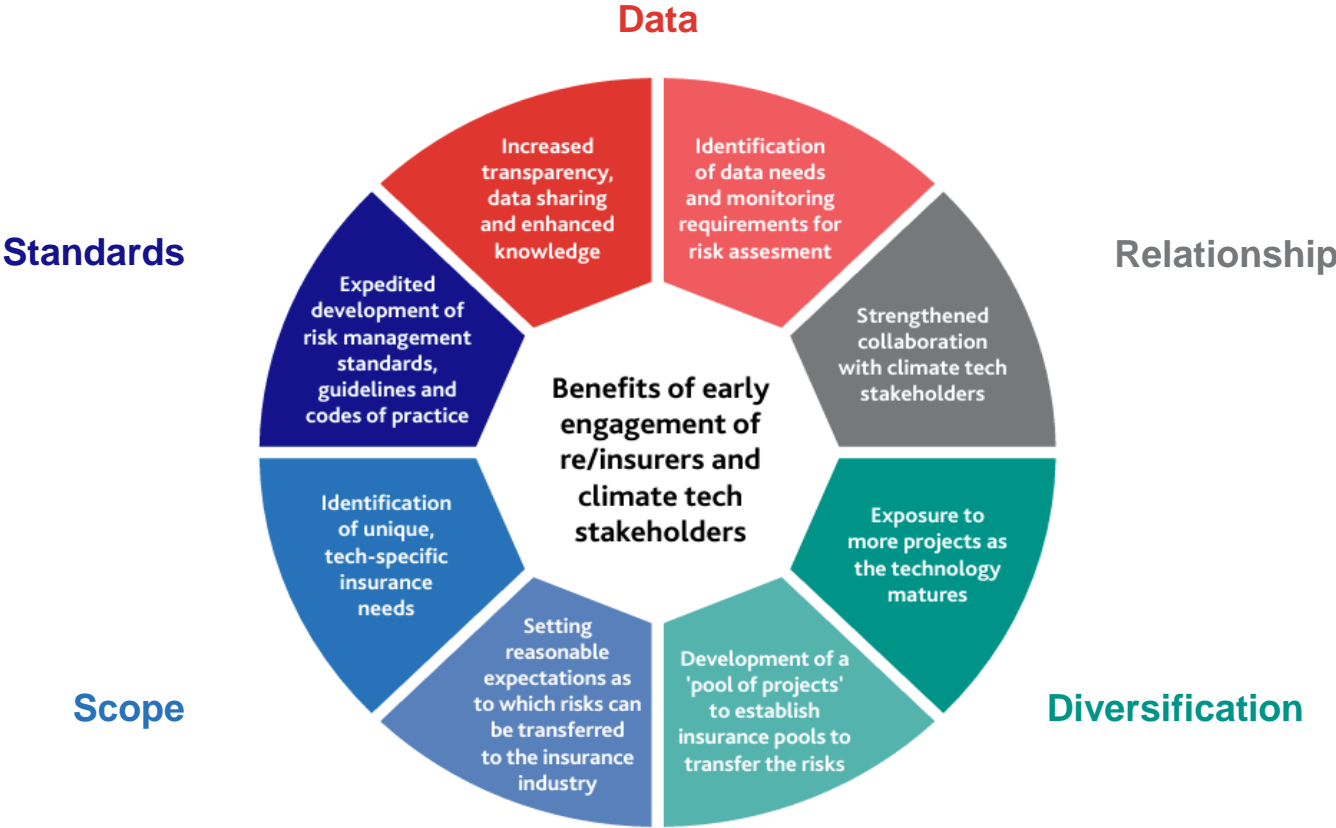 Data
Increased
transparency,
data sharing
and enhanced
knowledge
Identification
of data needs
and monitoring
requirements for
risk assesment
Standards
Relationship
Expedited
development of
risk management
standards,
guidelines and
codes of practice
Strengthened
collaboration
with climate tech
stakeholders
Benefits of early
engagement of
re/insurers and
climate tech
stakeholders
Identification
of unique,
tech-specific
insurance
needs
Exposure to
more projects as
the technology
matures
Setting
reasonable
expectations as
to which risks can
be transferred
to the insurance
industry
Development of a
'pool of projects'
to establish
insurance pools to
transfer the risks
Scope
Diversification